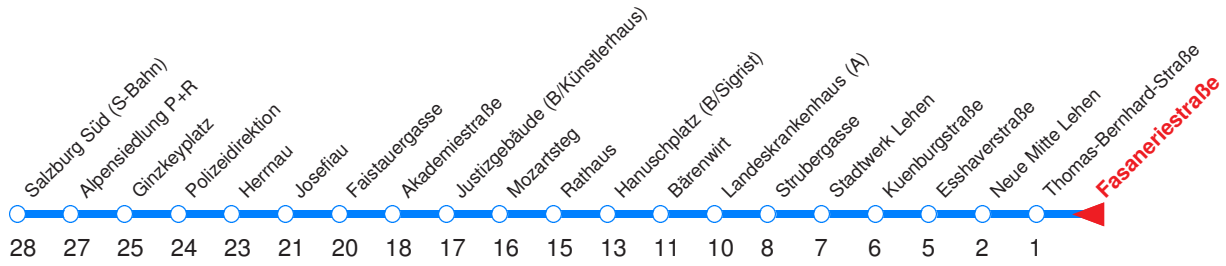 Salzburg Süd (S-Bahn)
Alpensiedlung P+R
Ginzkeyplatz
Polizeidirektion
Herrnau
Josefiau
Faistauergasse
Akademiestraße
Justizgebäude (B/Künstlerhaus)
Mozartsteg
Rathaus
Hanuschplatz (B/Sigrist)
Bärenwirt
Landeskrankenhaus (A)
Strubergasse
Stadtwerk Lehen
Kuenburgstraße
Esshaverstraße
Neue Mitte Lehen
Thomas-Bernhard-Straße
Fasaneriestraße
28 27 25 24 23 21 20 18 17 16 15 13 11 10 8 7 6 5 2 1